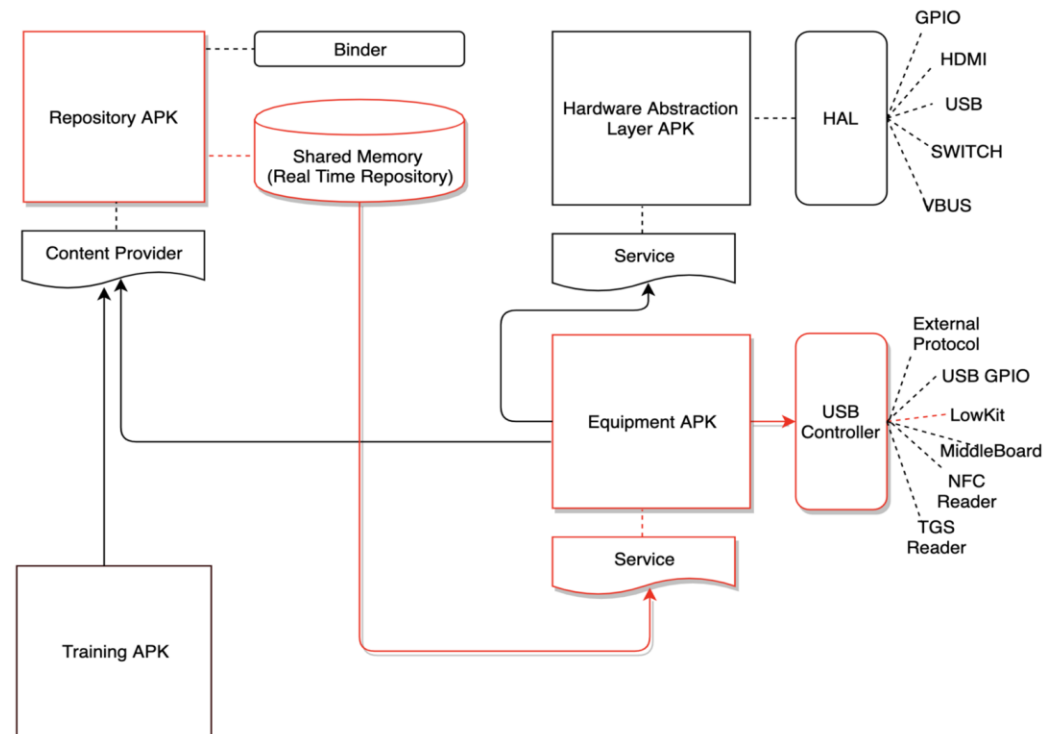 Repository APK
Binder
Shared Memory
(Real Time Repository)
Content Provider
Hardware Abstraction
Layer APK
HAL
GPIO
HDMI
USB
SWITCH
VBUS
Service
Equipment APK
USB
Controller
External
Protocol
USB GPIO
LowKit
MiddleBoard
NFC
Reader
TGS
Reader
Service
Training APK